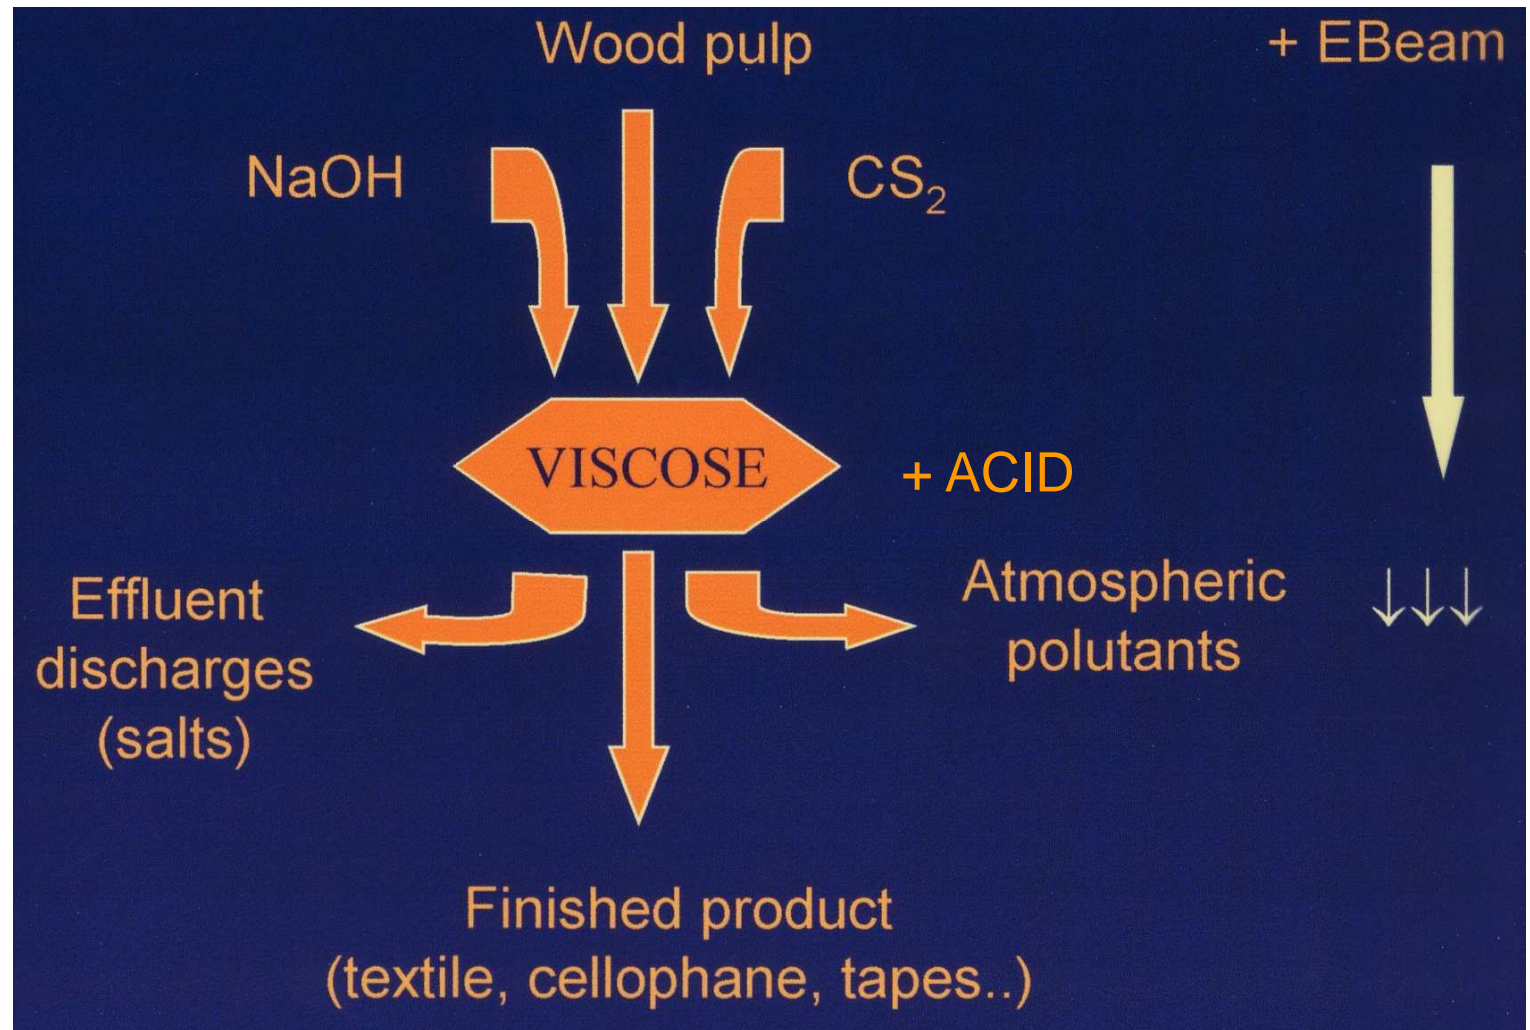 Wood pulp
+ EBeam
NaOH
CS₂
VISCOSE
+ ACID
Effluent
discharges
(salts)
Atmospheric
polutants
↓↓↓
Finished product
(textile, cellophane, tapes..)